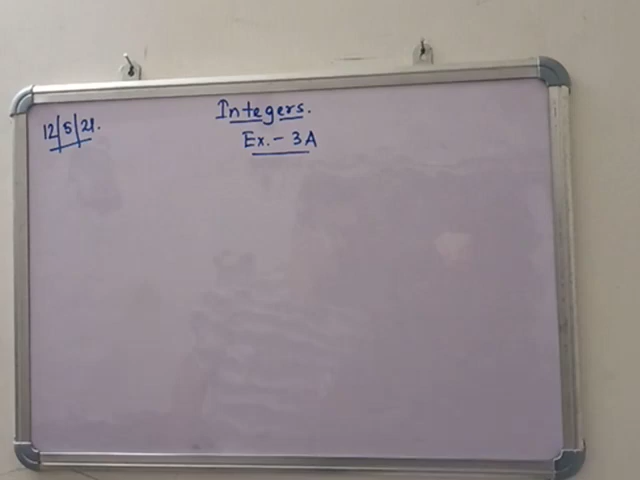 12/5/21.
Integers.
Ex.- 3A